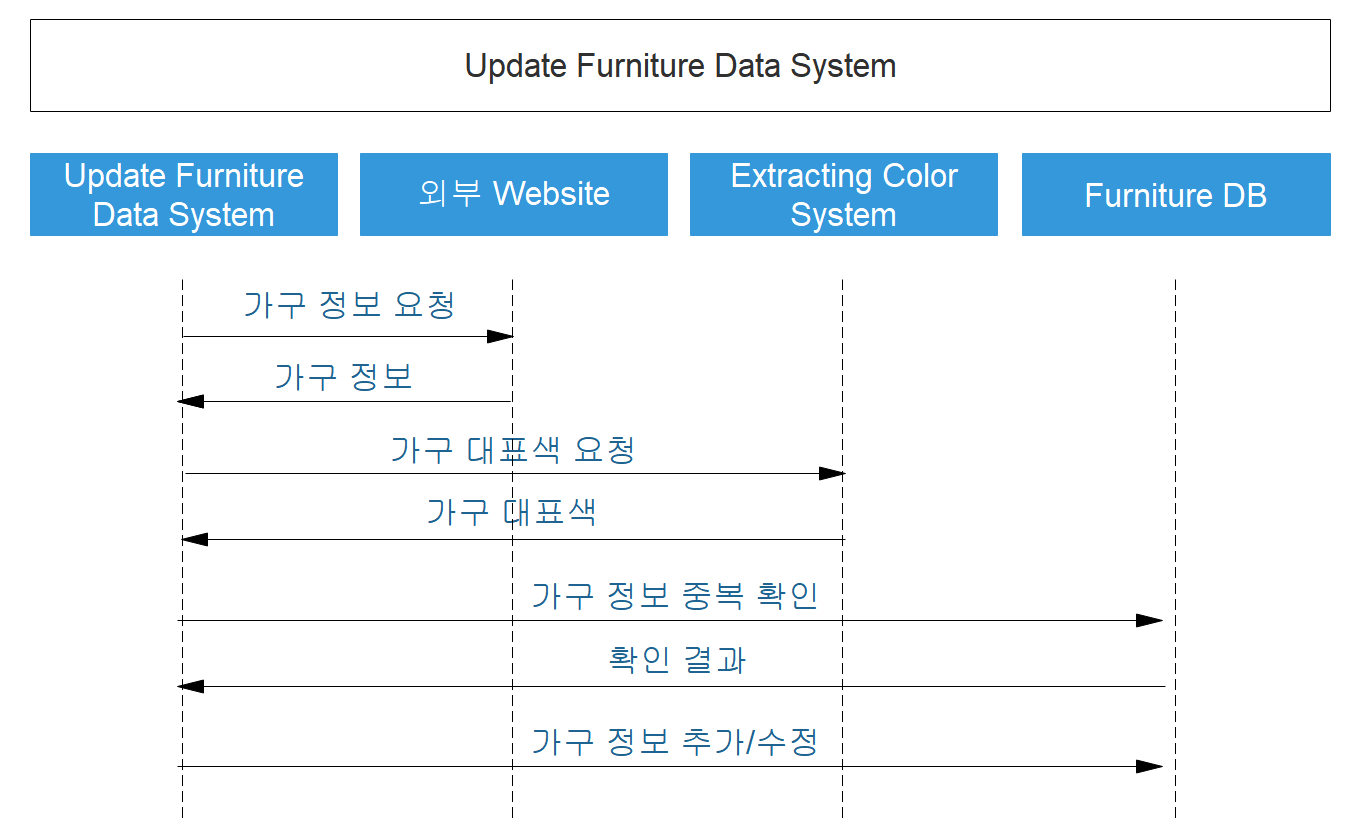 Update Furniture Data System
Update Furniture
Data System
외부 Website
Extracting Color
System
Furniture DB
가구 정보 요청
가구 정보
가구 대표색 요청
가구 대표색
가구 정보 중복 확인
확인 결과
가구 정보 추가/수정